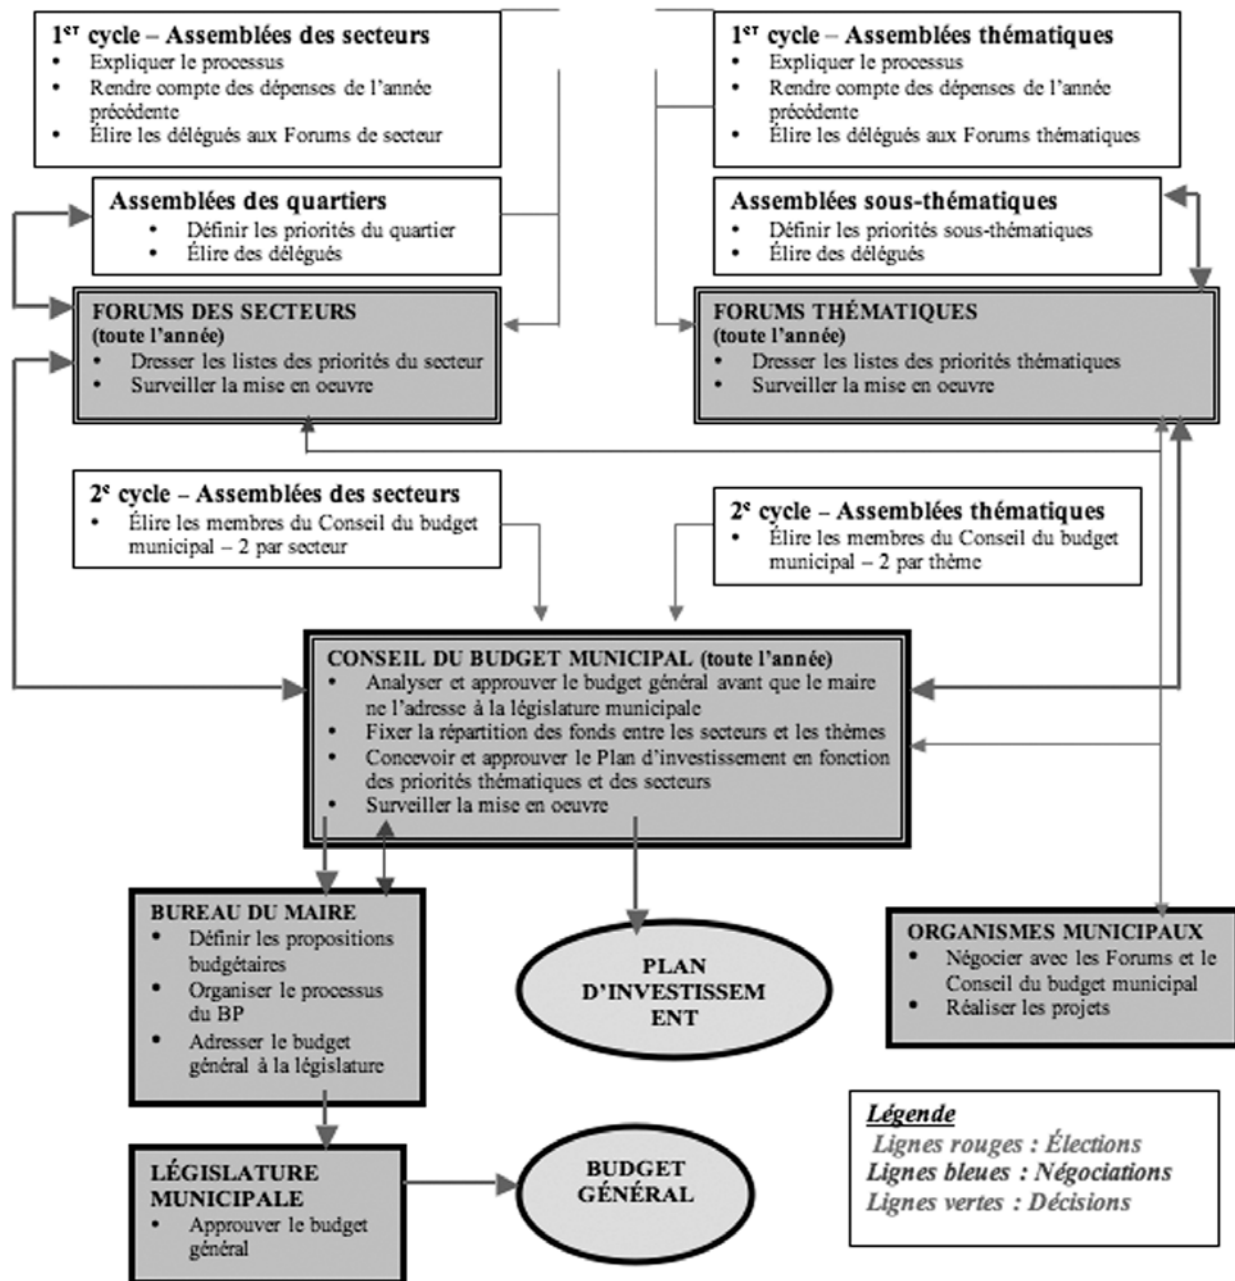 1ER cycle – Assemblées des secteurs
• Expliquer le processus
• Rendre compte des dépenses de l'année
précédente
• Élire les délégués aux Forums de secteur
1ER cycle – Assemblées thématiques
• Expliquer le processus
• Rendre compte des dépenses de l'année
précédente
• Élire les délégués aux Forums thématiques
Assemblées des quartiers
• Définir les priorités du quartier
• Élire des délégués
Assemblées sous-thématiques
• Définir les priorités sous-thématiques
• Élire des délégués
FORUMS DES SECTEURS
(toute l'année)
• Dresser les listes des priorités du secteur
• Surveiller la mise en oeuvre
FORUMS THÉMATIQUES
(toute l'année)
• Dresser les listes des priorités thématiques
• Surveiller la mise en oeuvre
2e cycle – Assemblées des secteurs
• Élire les membres du Conseil du budget
municipal – 2 par secteur
2e cycle – Assemblées thématiques
• Élire les membres du Conseil du budget
municipal – 2 par thème
CONSEIL DU BUDGET MUNICIPAL (toute l'année)
• Analyser et approuver le budget général avant que le maire
ne l'adresse à la législature municipale
• Fixer la répartition des fonds entre les secteurs et les thèmes
• Concevoir et approuver le Plan d'investissement en fonction
des priorités thématiques et des secteurs
• Surveiller la mise en oeuvre
BUREAU DU MAIRE
• Définir les propositions
budgétaires
• Organiser le processus
du BP
• Adresser le budget
général à la législature
PLAN
D'INVESTISSEM
ENT
ORGANISMES MUNICIPAUX
• Négocier avec les Forums et le
Conseil du budget municipal
• Réaliser les projets
LÉGISLATURE
MUNICIPALE
• Approuver le budget
général
BUDGET
GÉNÉRAL
Légende
Lignes rouges : Élections
Lignes bleues : Négociations
Lignes vertes : Décisions